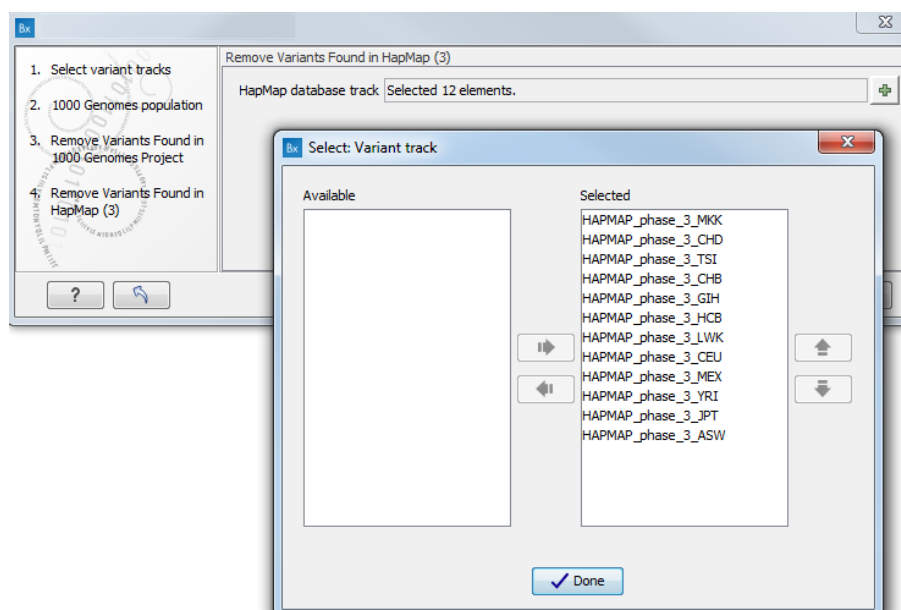 Bx
1. Select variant tracks
2. 1000 Genomes population
3. Remove Variants Found in
1000 Genomes Project
4. Remove Variants Found in
HapMap (3)
Remove Variants Found in HapMap (3)
HapMap database track Selected 12 elements.
?
Bx Select: Variant track
Available
Selected
HAPMAP_phase_3_MKK
HAPMAP_phase_3_CHD
HAPMAP_phase_3_TSI
HAPMAP_phase_3_CHB
HAPMAP_phase_3_GIH
HAPMAP_phase_3_HCB
HAPMAP_phase_3_LWK
HAPMAP_phase_3_CEU
HAPMAP_phase_3_MEX
HAPMAP_phase_3_YRI
HAPMAP_phase_3_JPT
HAPMAP_phase_3_ASW
Done